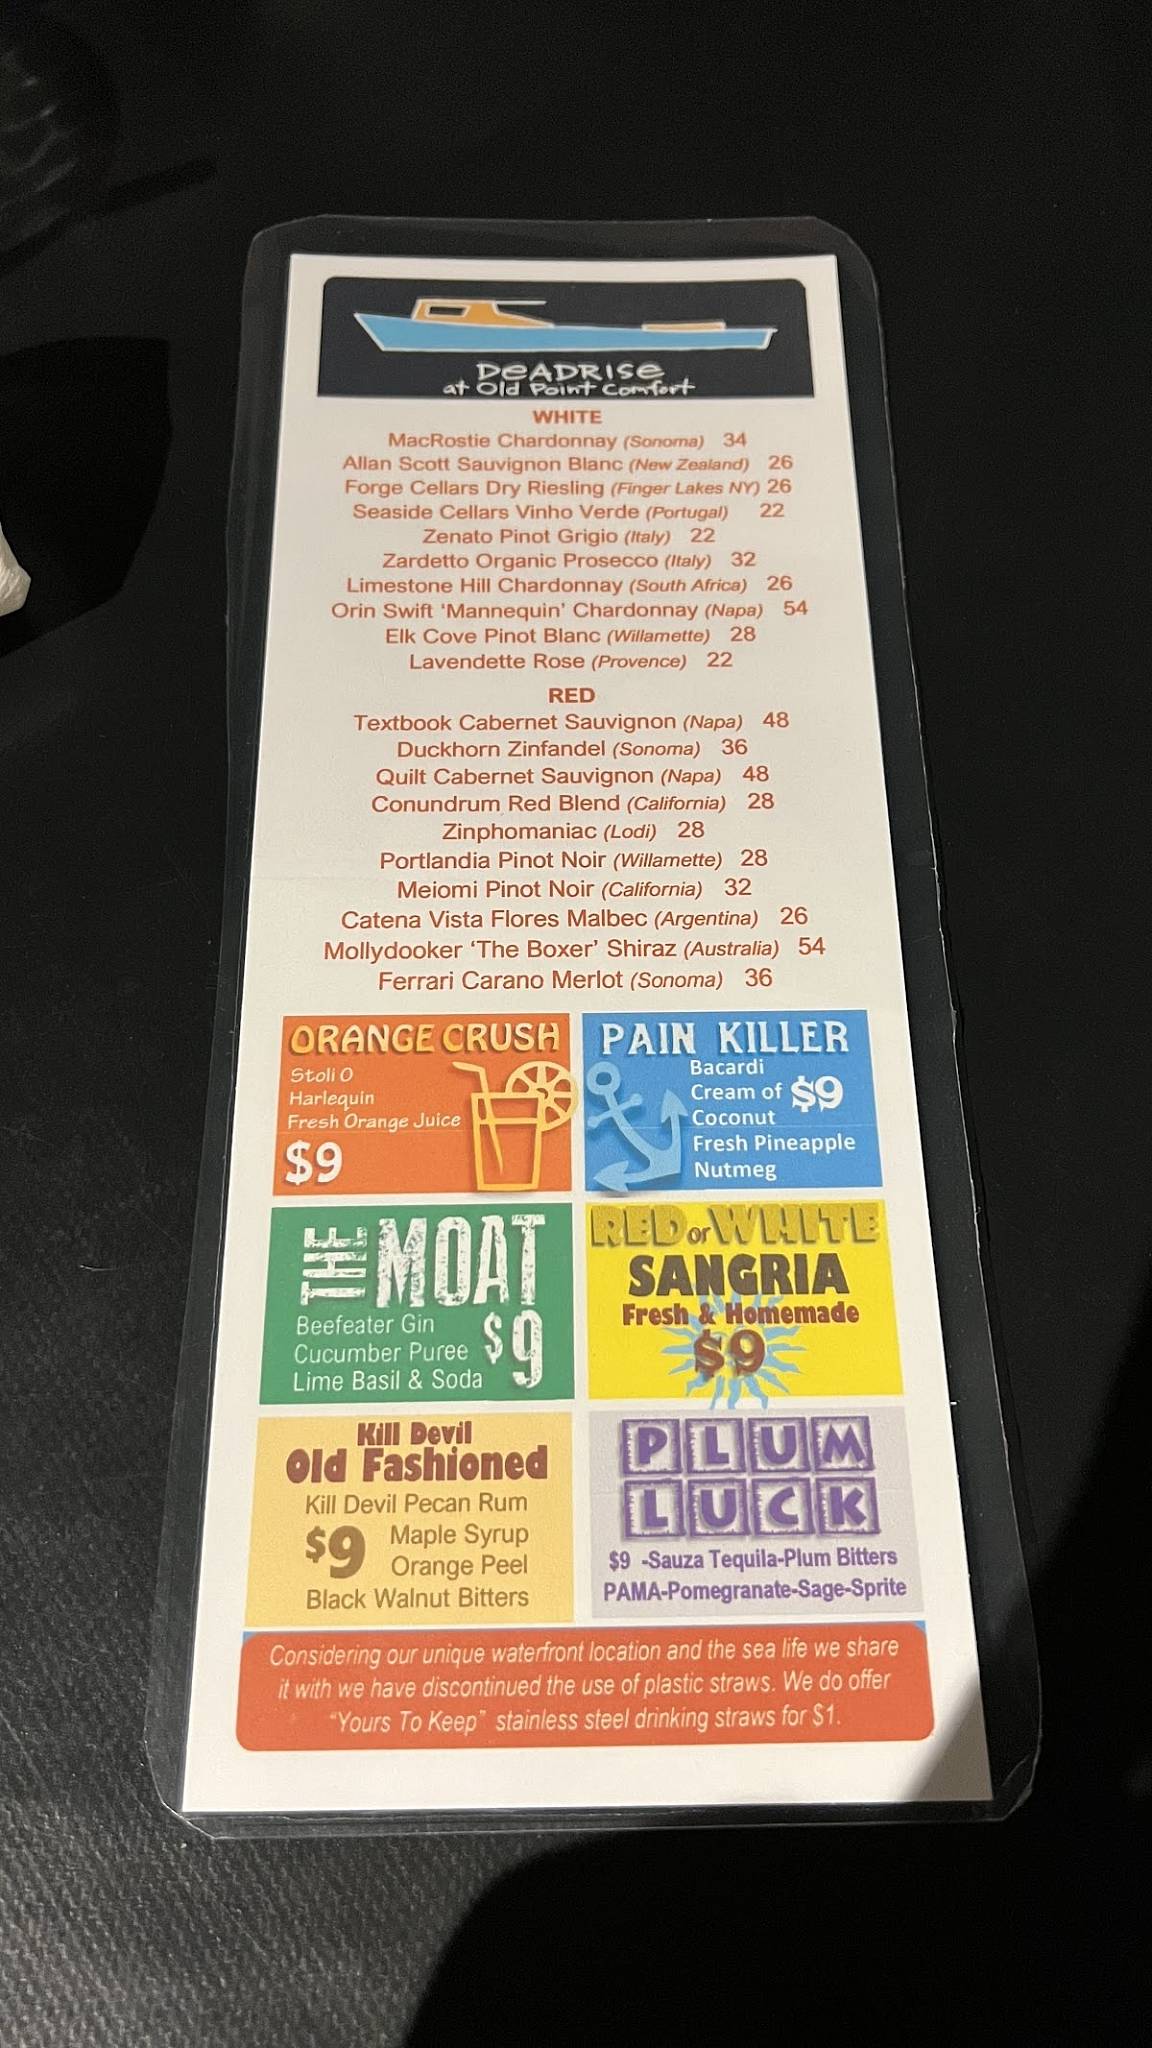 DeADRISe
at Old Point Comfort
WHITE
MacRostie Chardonnay (Sonoma) 34
Allan Scott Sauvignon Blanc (New Zealand) 26
Forge Cellars Dry Riesling (Finger Lakes NY) 26
Seaside Cellars Vinho Verde (Portugal) 22
Zenato Pinot Grigio (Italy) 22
Zardetto Organic Prosecco (Italy) 32
Limestone Hill Chardonnay (South Africa) 26
Orin Swift ‘Mannequin’ Chardonnay (Napa) 54
Elk Cove Pinot Blanc (Willamette) 28
Lavendette Rose (Provence) 22
RED
Textbook Cabernet Sauvignon (Napa) 48
Duckhorn Zinfandel (Sonoma) 36
Quilt Cabernet Sauvignon (Napa) 48
Conundrum Red Blend (California) 28
Zinphomaniac (Lodi) 28
Portlandia Pinot Noir (Willamette) 28
Meiomi Pinot Noir (California) 32
Catena Vista Flores Malbec (Argentina) 26
Mollydooker ‘The Boxer’ Shiraz (Australia) 54
Ferrari Carano Merlot (Sonoma) 36
ORANGE CRUSH
Stoli O
Harlequin
Fresh Orange Juice
$9
PAIN KILLER
Bacardi
Cream of $9
Coconut
Fresh Pineapple
Nutmeg
THE MOAT
Beefeater Gin
Cucumber Puree $9
Lime Basil & Soda
RED or WHITE
SANGRIA
Fresh & Homemade
$9
Kill Devil
Old Fashioned
Kill Devil Pecan Rum
$9 Maple Syrup
Orange Peel
Black Walnut Bitters
PLUM
LUCK
$9 -Sauza Tequila-Plum Bitters
PAMA-Pomegranate-Sage-Sprite
Considering our unique waterfront location and the sea life we share
it with we have discontinued the use of plastic straws. We do offer
“Yours To Keep” stainless steel drinking straws for $1.